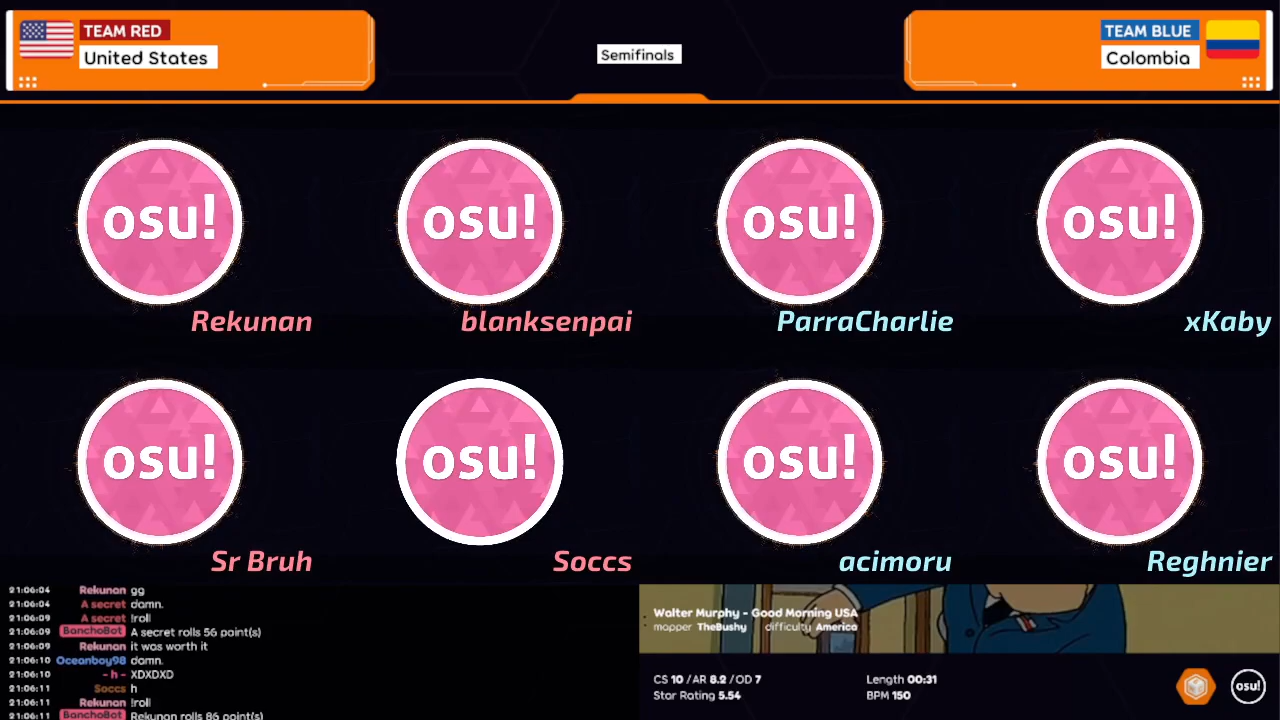 TEAM RED
United States
Semifinals
TEAM BLUE
Colombia
osu!
osu!
osu!
osu!
Rekunan
blanksenpai
ParraCharlie
xKaby
osu!
osu!
osu!
osu!
Sr Bruh
Soccs
acimoru
Reghnier
21:06:04 Rekunan gg
21:06:04 A secret damn.
21:06:09 A secret !roll
21:06:09 BanchoBot A secret rolls 56 point(s)
21:06:09 Rekunan it was worth it
21:06:10 Oceanboy98 damn.
21:06:10 - h - XDXDXD
21:06:11 Soccs h
21:06:11 Rekunan !roll
21:06:11 BanchoBot Rekunan rolls 86 point(s)
Walter Murphy - Good Morning USA
mapper TheBushy difficulty America
CS 10 / AR 8.2 / OD 7
Star Rating 5.54
Length 00:31
BPM 150
osu!